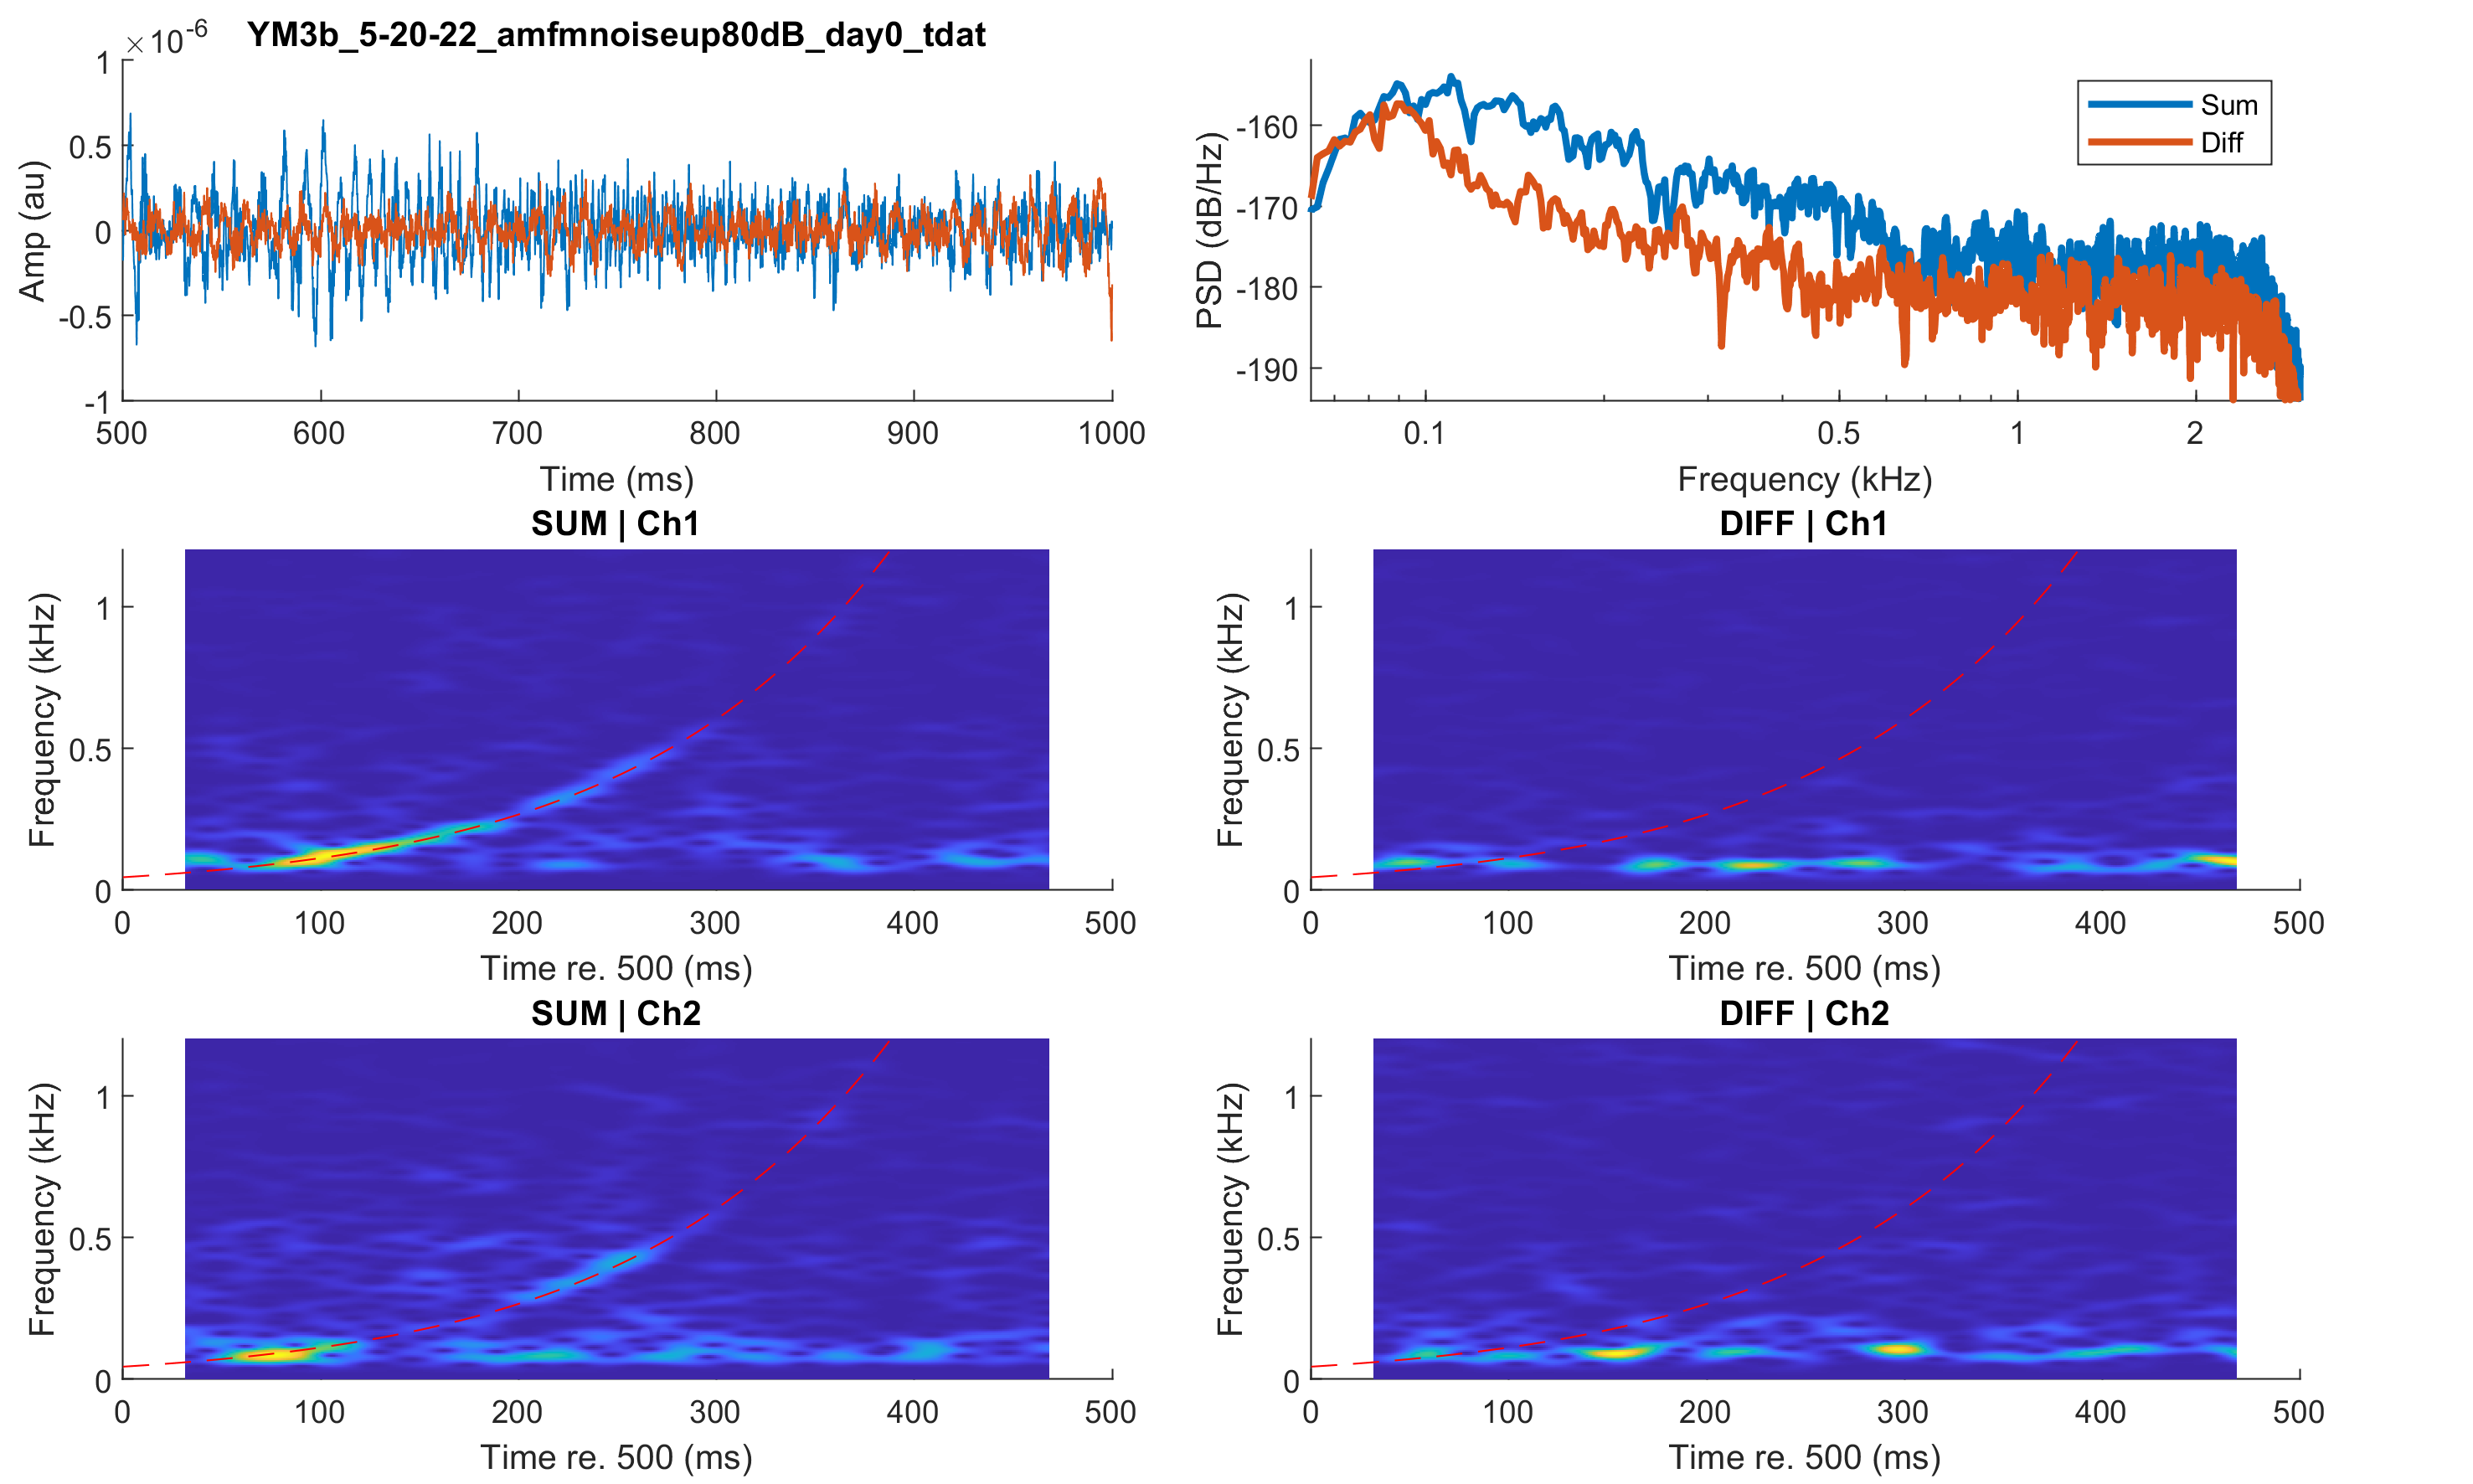 ×10-6
YM3b_5-20-22_amfmnoiseup80dB_day0_tdat
1
0.5
0
-0.5
-1
Amp (au)
500 600 700 800 900 1000
Time (ms)
Sum
Diff
-160
-170
-180
-190
PSD (dB/Hz)
0.1 0.5 1 2
Frequency (kHz)
SUM | Ch1
1
0.5
0
Frequency (kHz)
0 100 200 300 400 500
Time re. 500 (ms)
DIFF | Ch1
1
0.5
0
Frequency (kHz)
0 100 200 300 400 500
Time re. 500 (ms)
SUM | Ch2
1
0.5
0
Frequency (kHz)
0 100 200 300 400 500
Time re. 500 (ms)
DIFF | Ch2
1
0.5
0
Frequency (kHz)
0 100 200 300 400 500
Time re. 500 (ms)